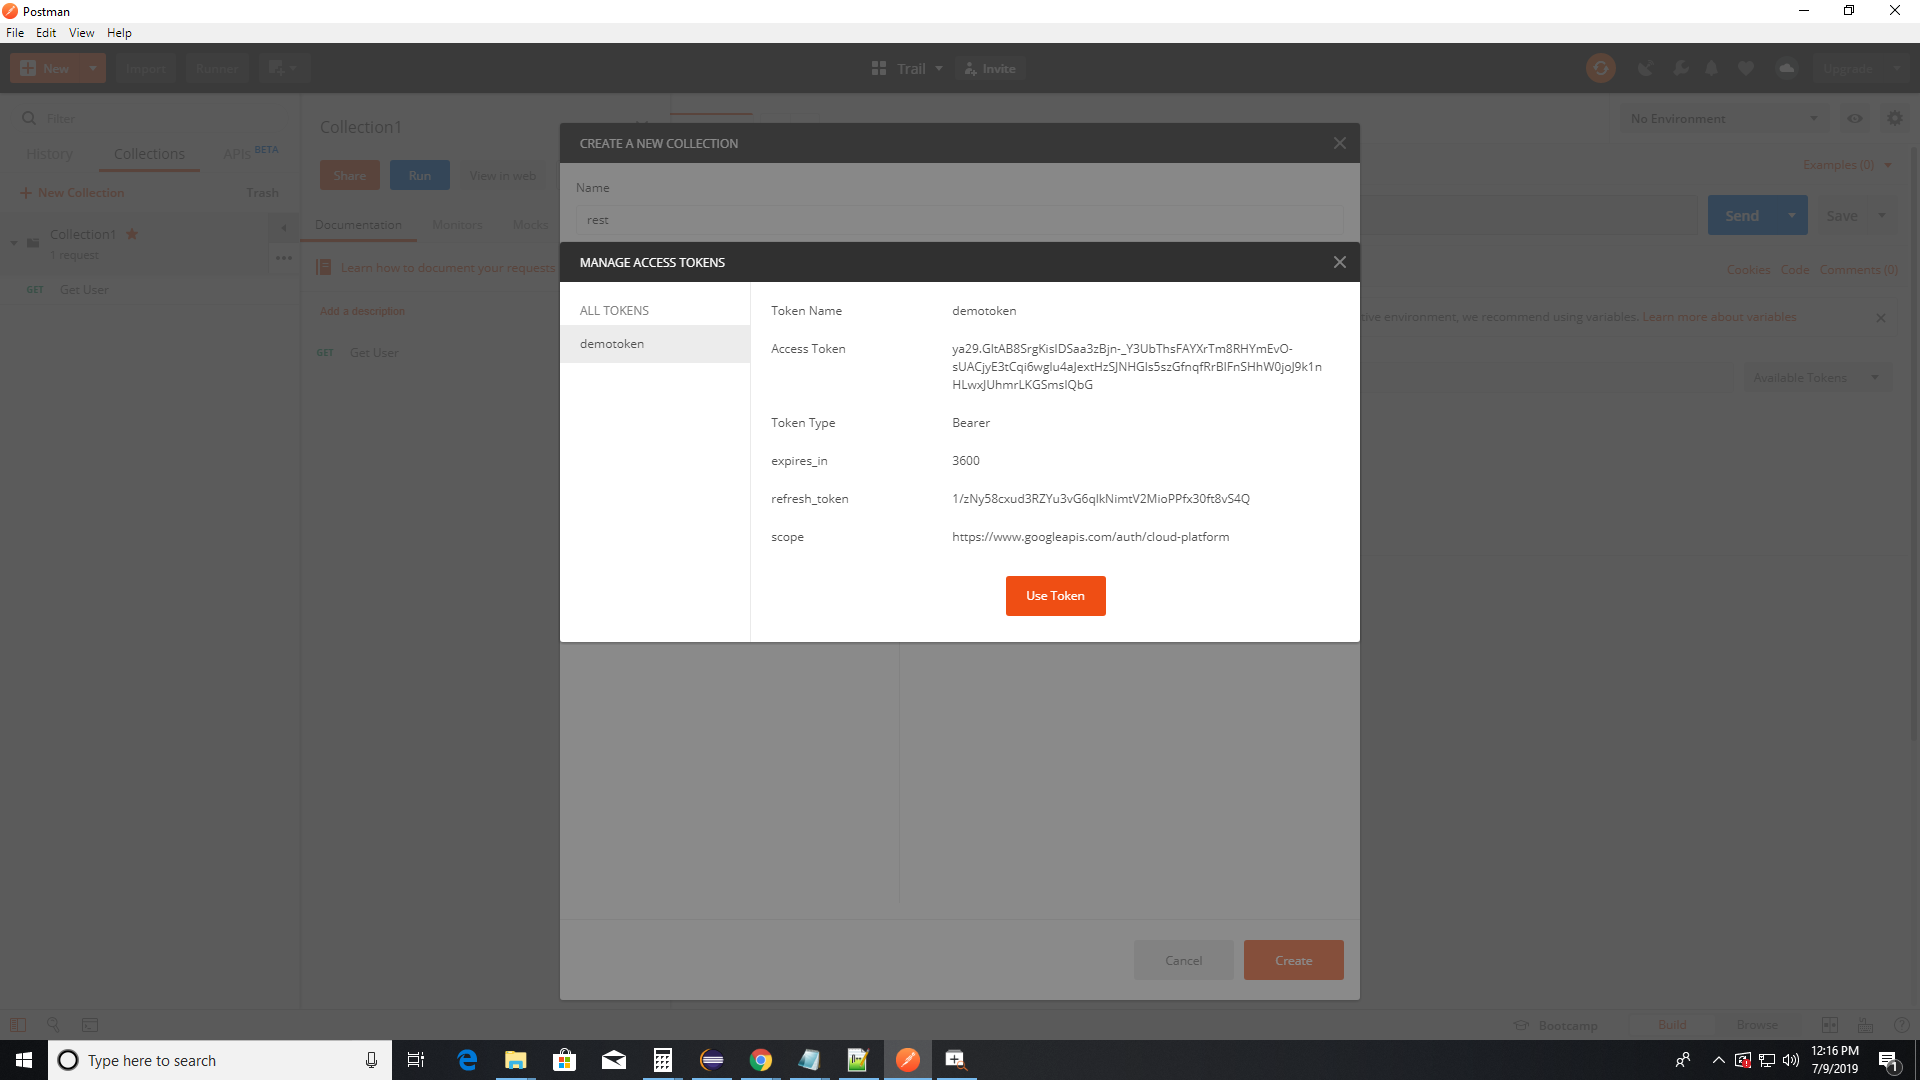 Postman
File Edit View Help
New Import Runner Trail Invite Upgrade
Filter
History Collections APIs BETA
New Collection Trash
Collection1
1 request
GET Get User
Collection1
Share Run View in web
Documentation Monitors Mocks
Learn how to document your requests
Add a description
GET Get User
No Environment
Examples (0)
Send Save
Cookies Code Comments (0)
tive environment, we recommend using variables. Learn more about variables
Available Tokens
CREATE A NEW COLLECTION
Name
rest
MANAGE ACCESS TOKENS
ALL TOKENS
demotoken
Token Name demotoken
Access Token
Token Type Bearer
expires_in 3600
refresh_token
scope https://www.googleapis.com/auth/cloud-platform
Use Token
Cancel Create
Bootcamp Build Browse
Type here to search
12:16 PM
7/9/2019
1